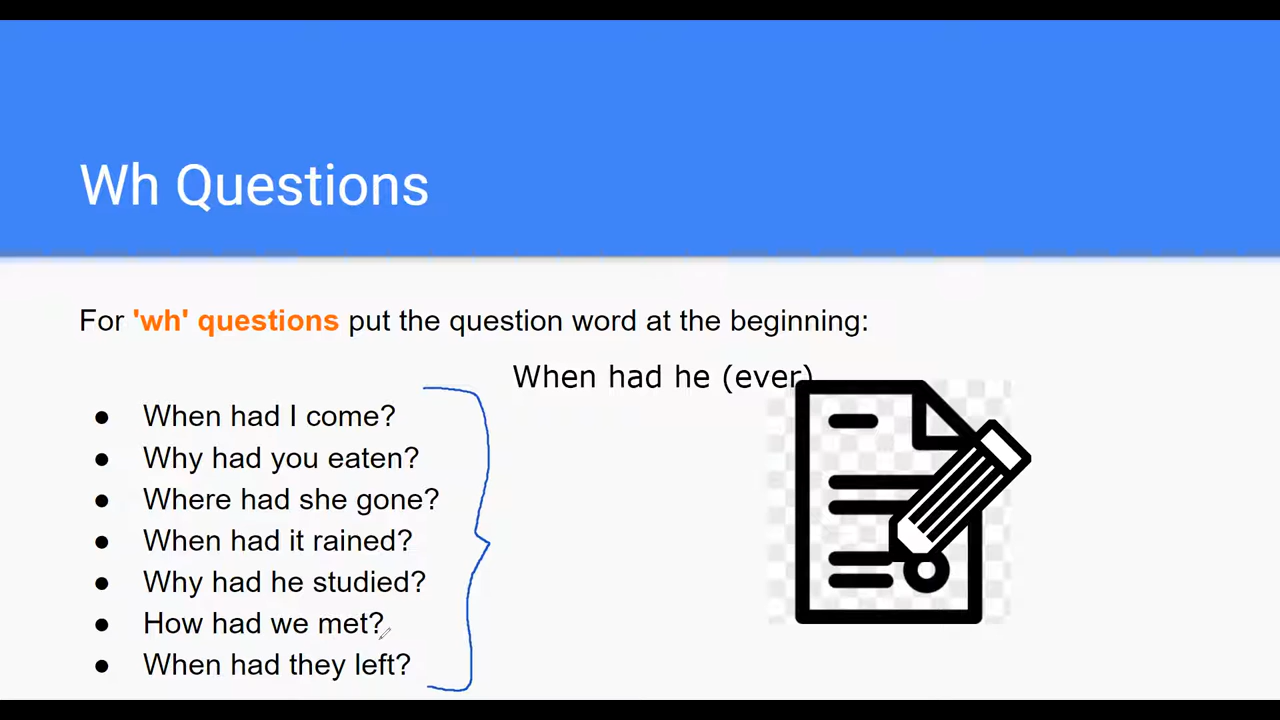 Wh Questions
For 'wh' questions put the question word at the beginning:
When had he (ever)
● When had I come?
● Why had you eaten?
● Where had she gone?
● When had it rained?
● Why had he studied?
● How had we met?
● When had they left?